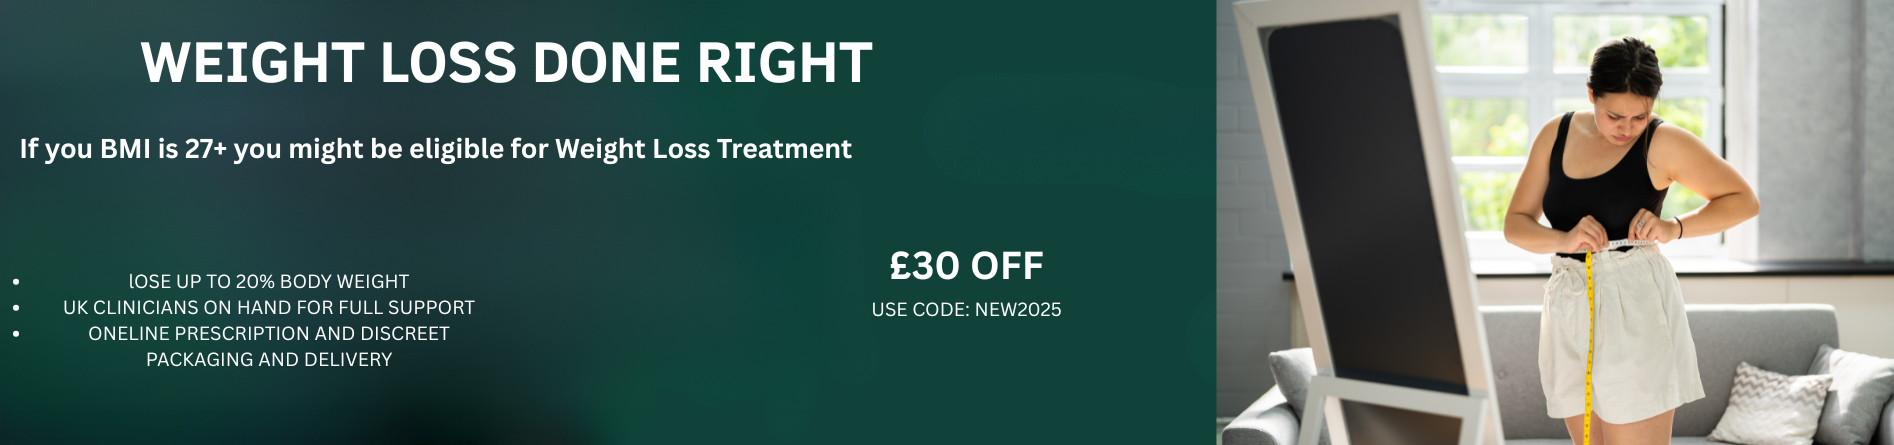 WEIGHT LOSS DONE RIGHT
If you BMI is 27+ you might be eligible for Weight Loss Treatment
• lOSE UP TO 20% BODY WEIGHT
• UK CLINICIANS ON HAND FOR FULL SUPPORT
• ONELINE PRESCRIPTION AND DISCREET
PACKAGING AND DELIVERY
£30 OFF
USE CODE: NEW2025